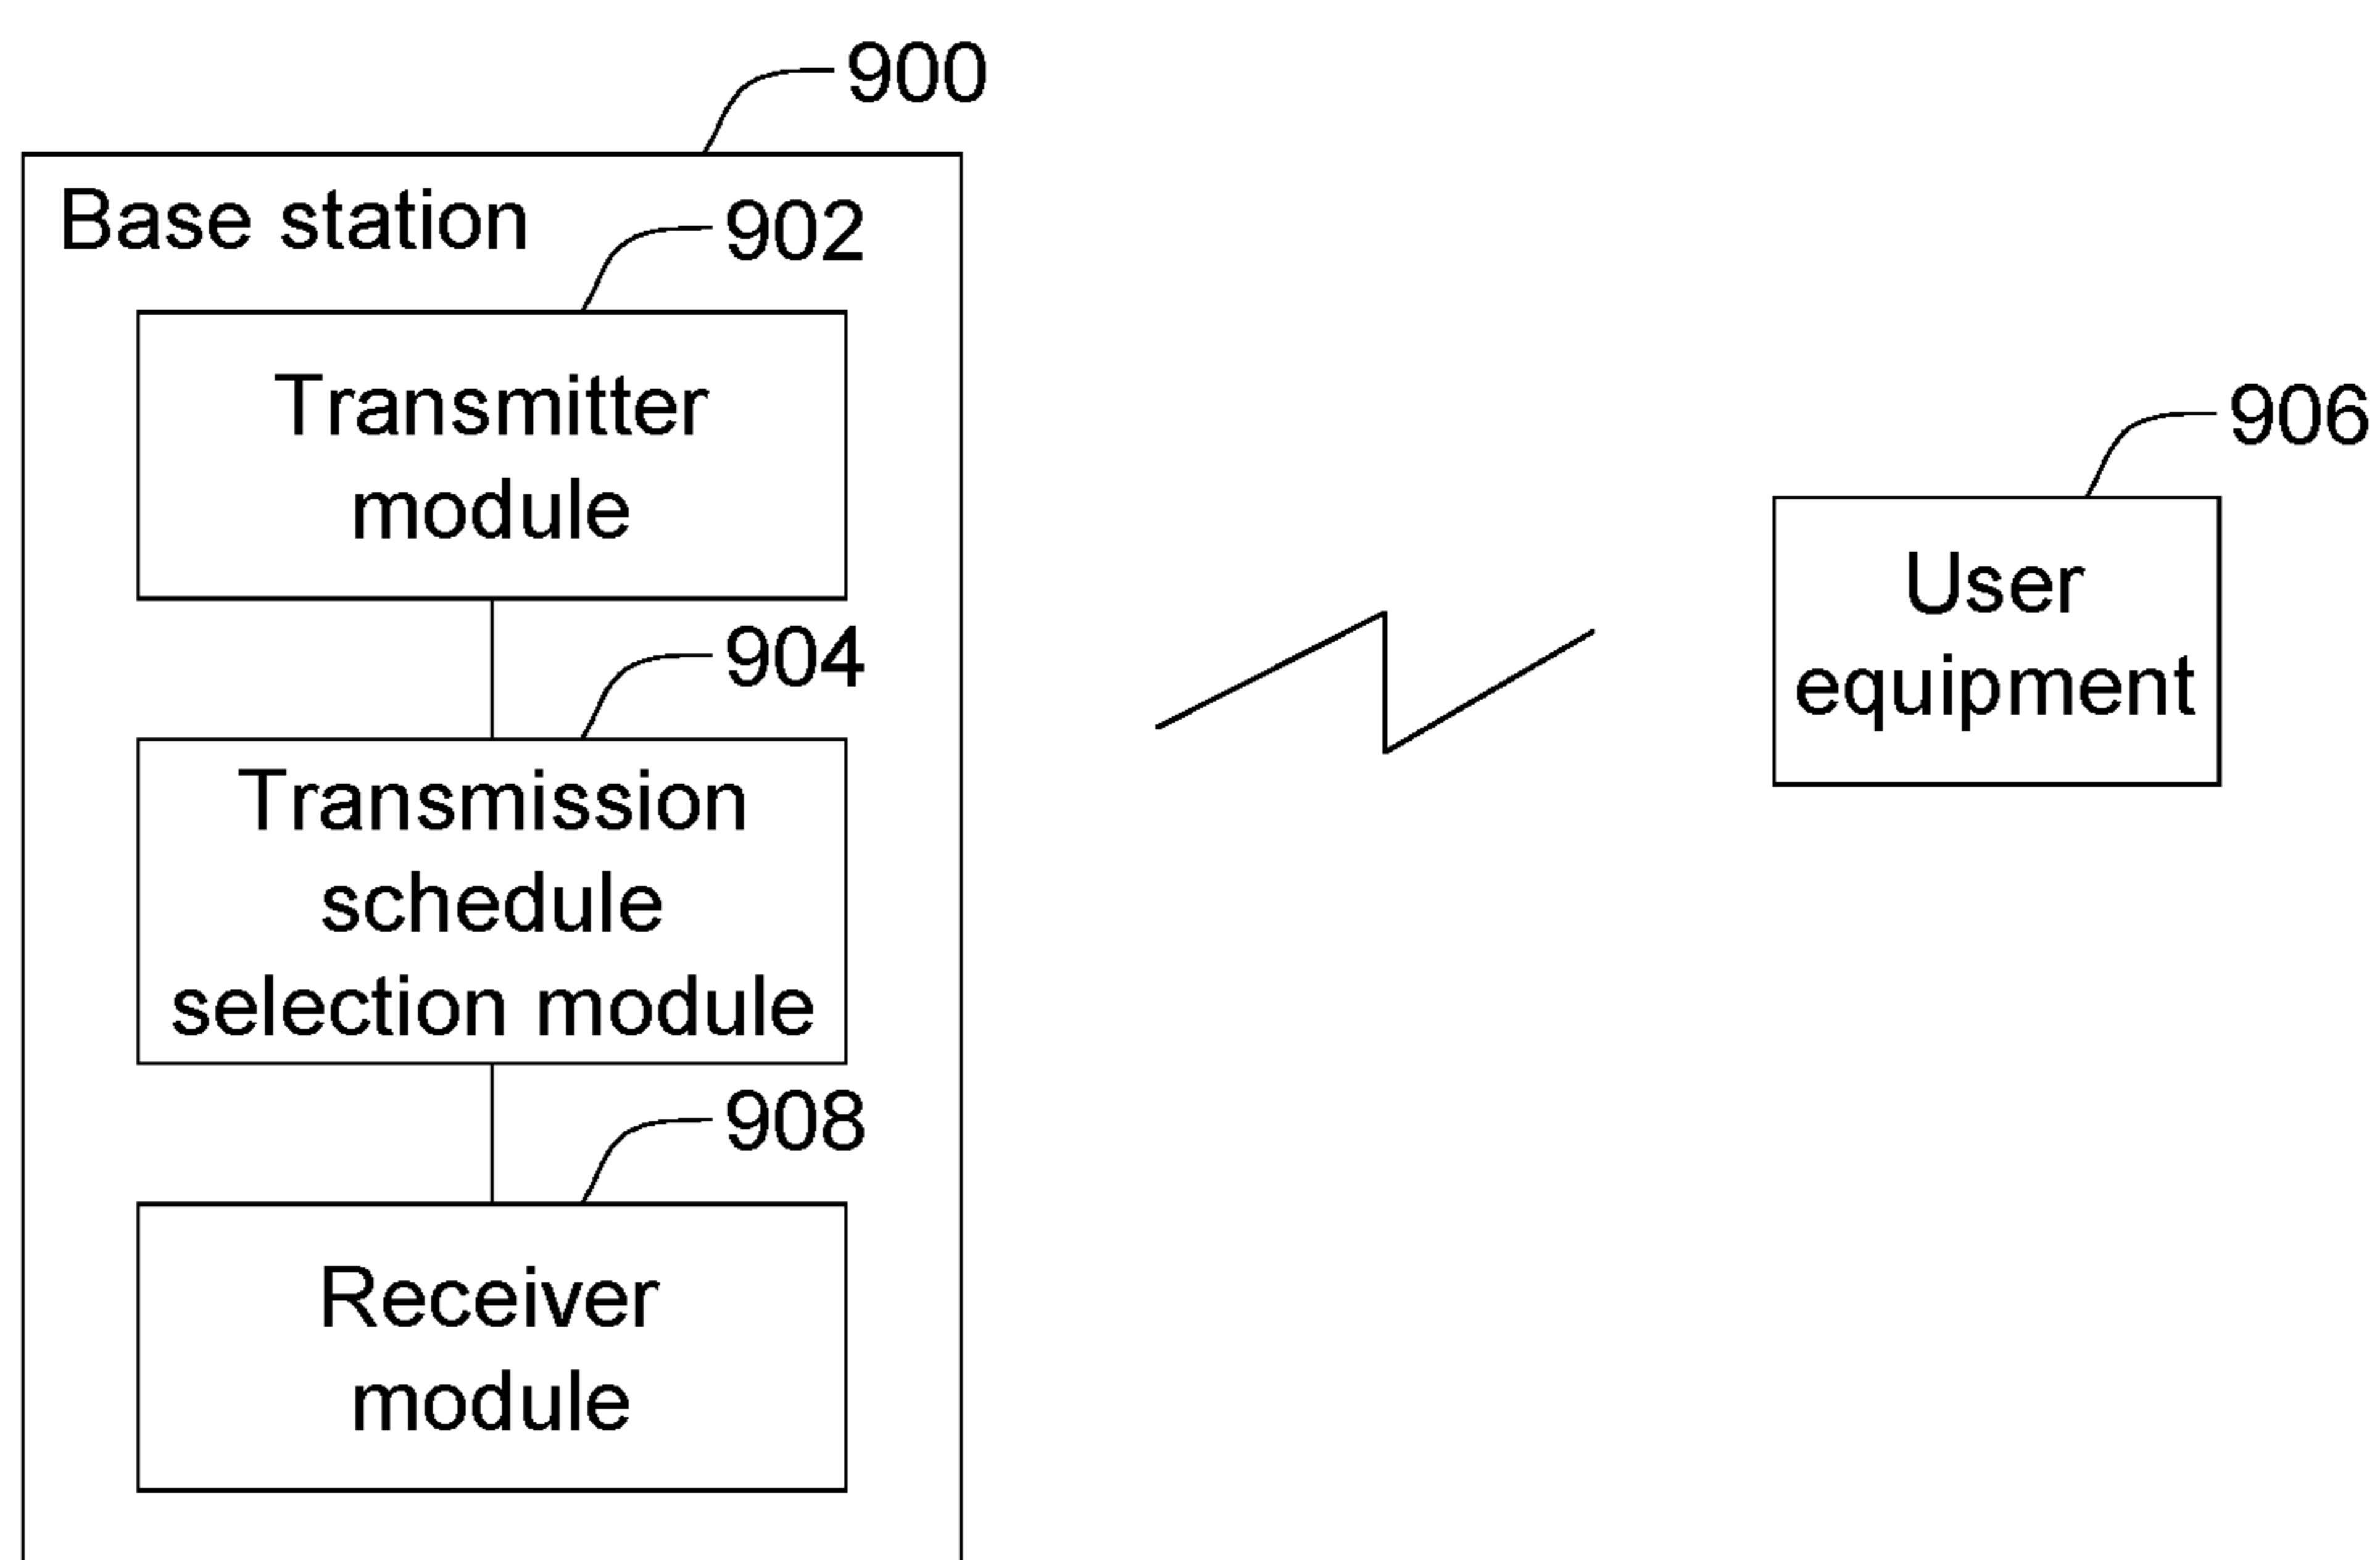 900
Base station
902
Transmitter
module
904
Transmission
schedule
selection module
908
Receiver
module
906
User
equipment